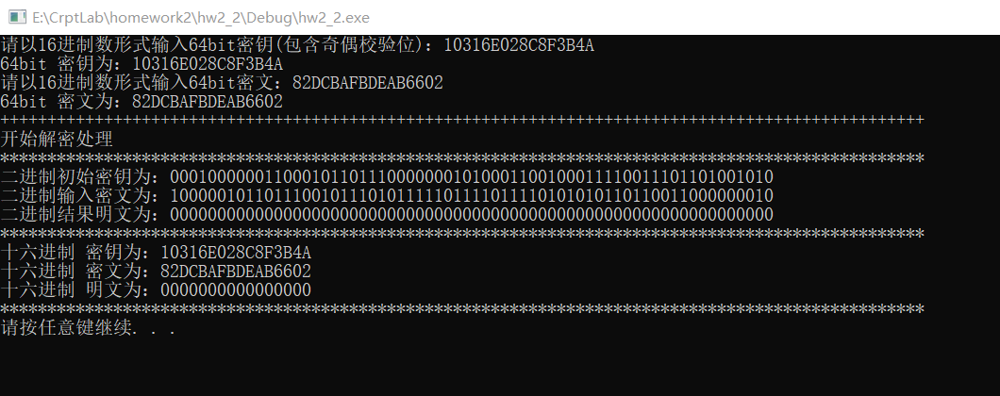 E:\CrptLab\homework2\hw2_2\Debug\hw2_2.exe
请以16进制数形式输入64bit密钥(包含奇偶校验位): 10316E028C8F3B4A
64bit 密钥为: 10316E028C8F3B4A
请以16进制数形式输入64bit密文: 82DCBAFBDEAB6602
64bit 密文为: 82DCBAFBDEAB6602
++++++++++++++++++++++++++++++++++++++++++++++++++++++++++++++++++++++++++++++++++++++++++++++++++
开始解密处理
**************************************************************************************************
二进制初始密钥为: 0001000000110001011011100000001010001100100011110011101101001010
二进制输入密文为: 1000001011011100101110101111101111011110101010110110011000000010
二进制结果明文为: 0000000000000000000000000000000000000000000000000000000000000000
**************************************************************************************************
十六进制 密钥为: 10316E028C8F3B4A
十六进制 密文为: 82DCBAFBDEAB6602
十六进制 明文为: 0000000000000000
**************************************************************************************************
请按任意键继续. . .